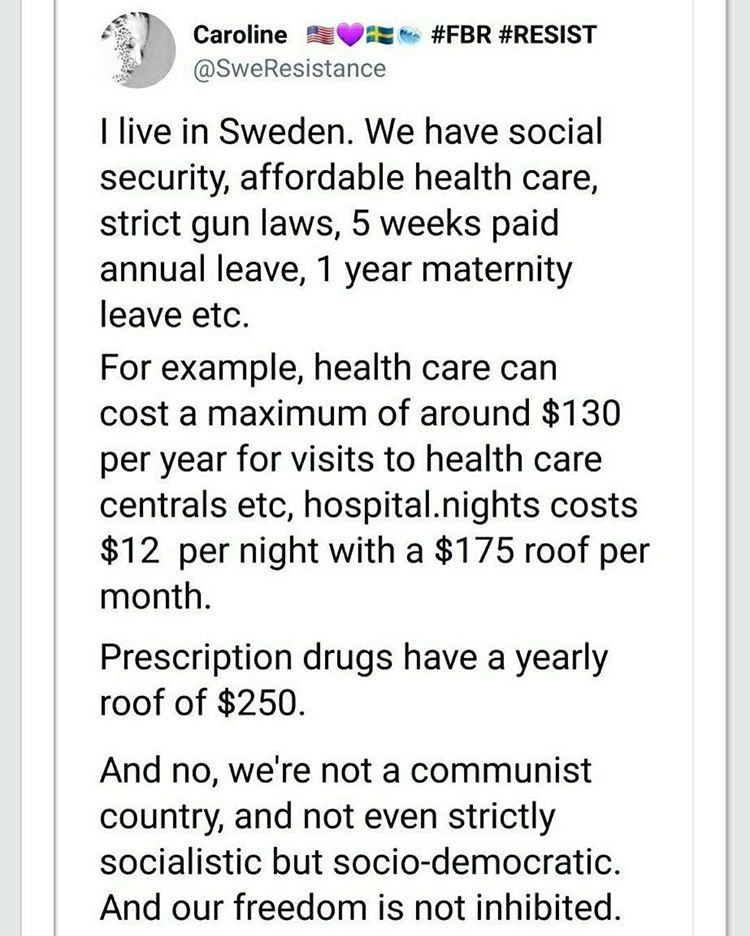 Caroline 🇺🇸💜🇸🇪🌊 #FBR #RESIST
@SweResistance
I live in Sweden. We have social
security, affordable health care,
strict gun laws, 5 weeks paid
annual leave, 1 year maternity
leave etc.
For example, health care can
cost a maximum of around $130
per year for visits to health care
centrals etc, hospital.nights costs
$12  per night with a $175 roof per
month.
Prescription drugs have a yearly
roof of $250.
And no, we're not a communist
country, and not even strictly
socialistic but socio-democratic.
And our freedom is not inhibited.